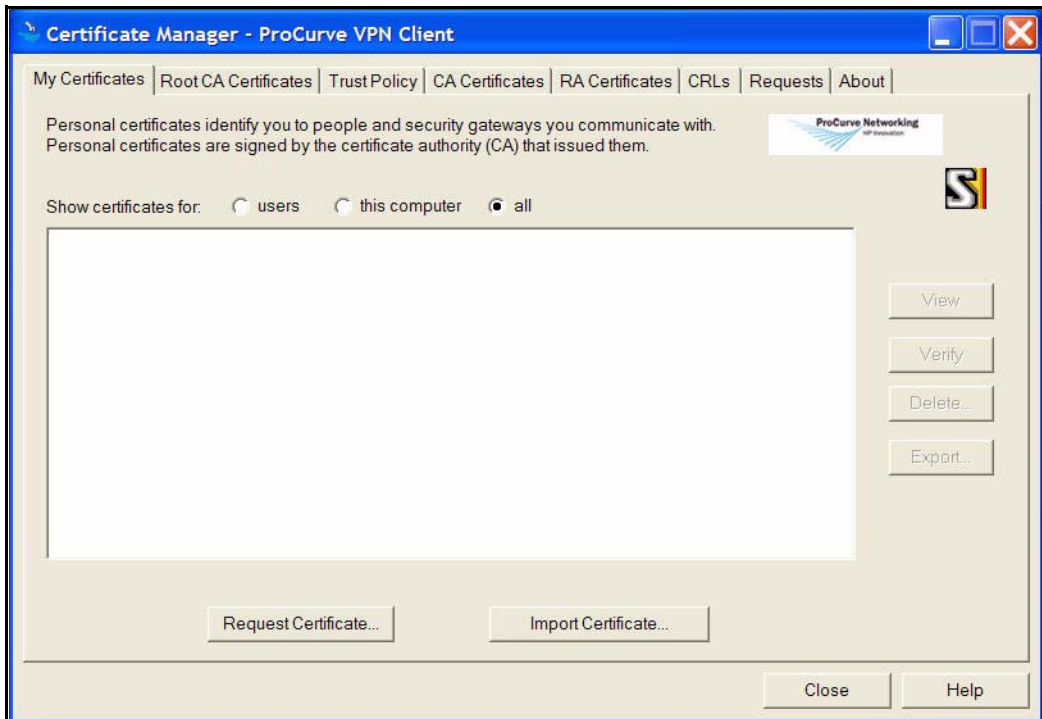 Certificate Manager - ProCurve VPN Client
My Certificates Root CA Certificates Trust Policy CA Certificates RA Certificates CRLs Requests About
Personal certificates identify you to people and security gateways you communicate with.
Personal certificates are signed by the certificate authority (CA) that issued them.
ProCurve Networking
HP Innovation
Show certificates for: users this computer all
View
Verify
Delete...
Export...
Request Certificate... Import Certificate...
Close Help